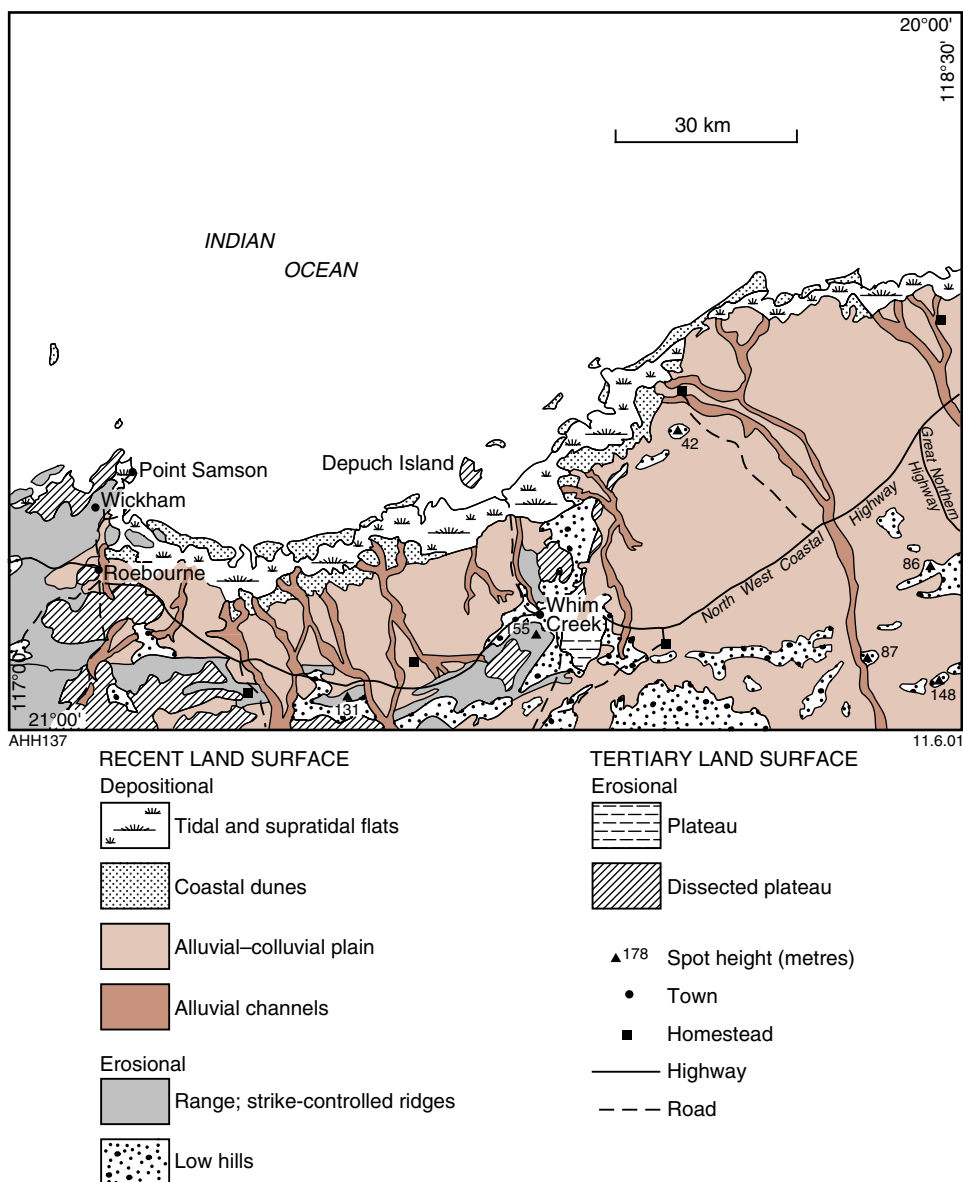 20°00'
118°30'
30 km
INDIAN
OCEAN
Point Samson
Depuch Island
42
Wickham
Great Northern
Highway
North West Coastal Highway
86
Roebourne
Whim
Creek
55
87
148
131
117°00'
21°00'
AHH137
11.6.01
RECENT LAND SURFACE
Depositional
Tidal and supratidal flats
Coastal dunes
Alluvial–colluvial plain
Alluvial channels
Erosional
Range; strike-controlled ridges
Low hills
TERTIARY LAND SURFACE
Erosional
Plateau
Dissected plateau
178 Spot height (metres)
Town
Homestead
Highway
Road